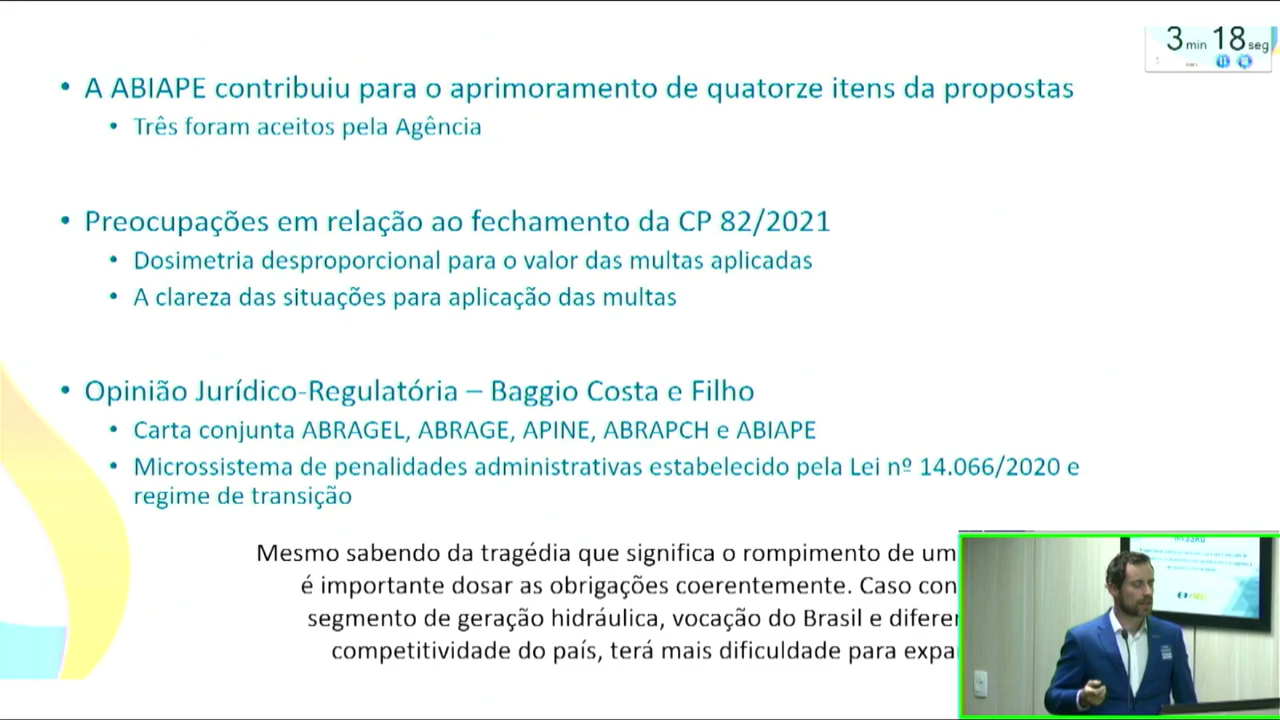 3 min 18 seg
• A ABIAPE contribuiu para o aprimoramento de quatorze itens da propostas
• Três foram aceitos pela Agência
• Preocupações em relação ao fechamento da CP 82/2021
• Dosimetria desproporcional para o valor das multas aplicadas
• A clareza das situações para aplicação das multas
• Opinião Jurídico-Regulatória – Baggio Costa e Filho
• Carta conjunta ABRAGEL, ABRAGE, APINE, ABRAPCH e ABIAPE
• Microssistema de penalidades administrativas estabelecido pela Lei nº 14.066/2020 e
regime de transição
Mesmo sabendo da tragédia que significa o rompimento de um
é importante dosar as obrigações coerentemente. Caso con
segmento de geração hidráulica, vocação do Brasil e difere
competitividade do país, terá mais dificuldade para expa